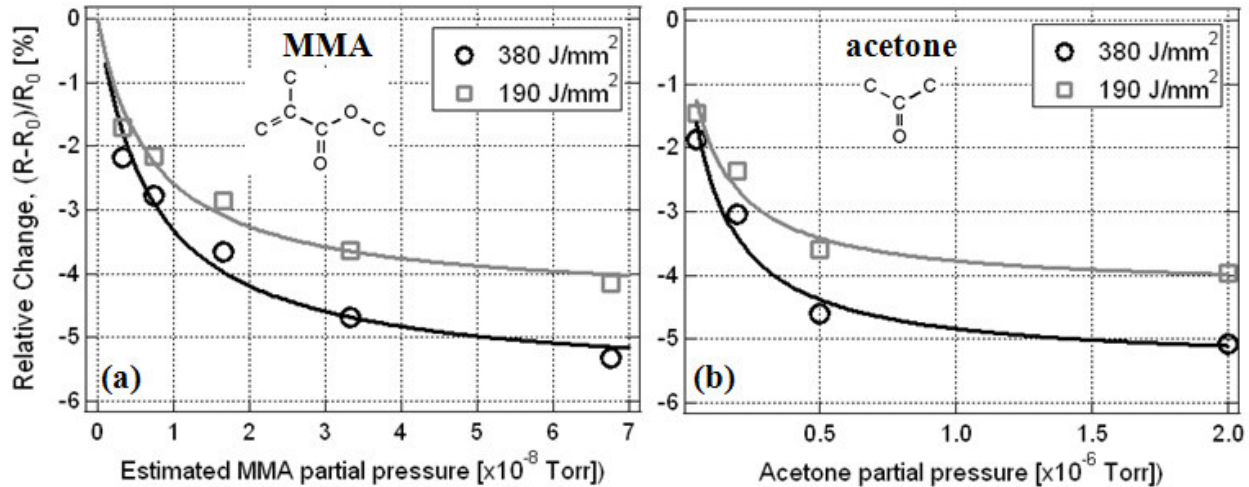 Relative Change, (R-R₀)/R₀ [%]
0
-1
-2
-3
-4
-5
-6
MMA
C
C
C
C
O
C
O
380 J/mm²
190 J/mm²
(a)
0 1 2 3 4 5 6 7
Estimated MMA partial pressure [x10⁻⁸ Torr])
0
-1
-2
-3
-4
-5
-6
acetone
C
C
C
O
380 J/mm²
190 J/mm²
(b)
0.5 1.0 1.5 2.0
Acetone partial pressure [x10⁻⁶ Torr])